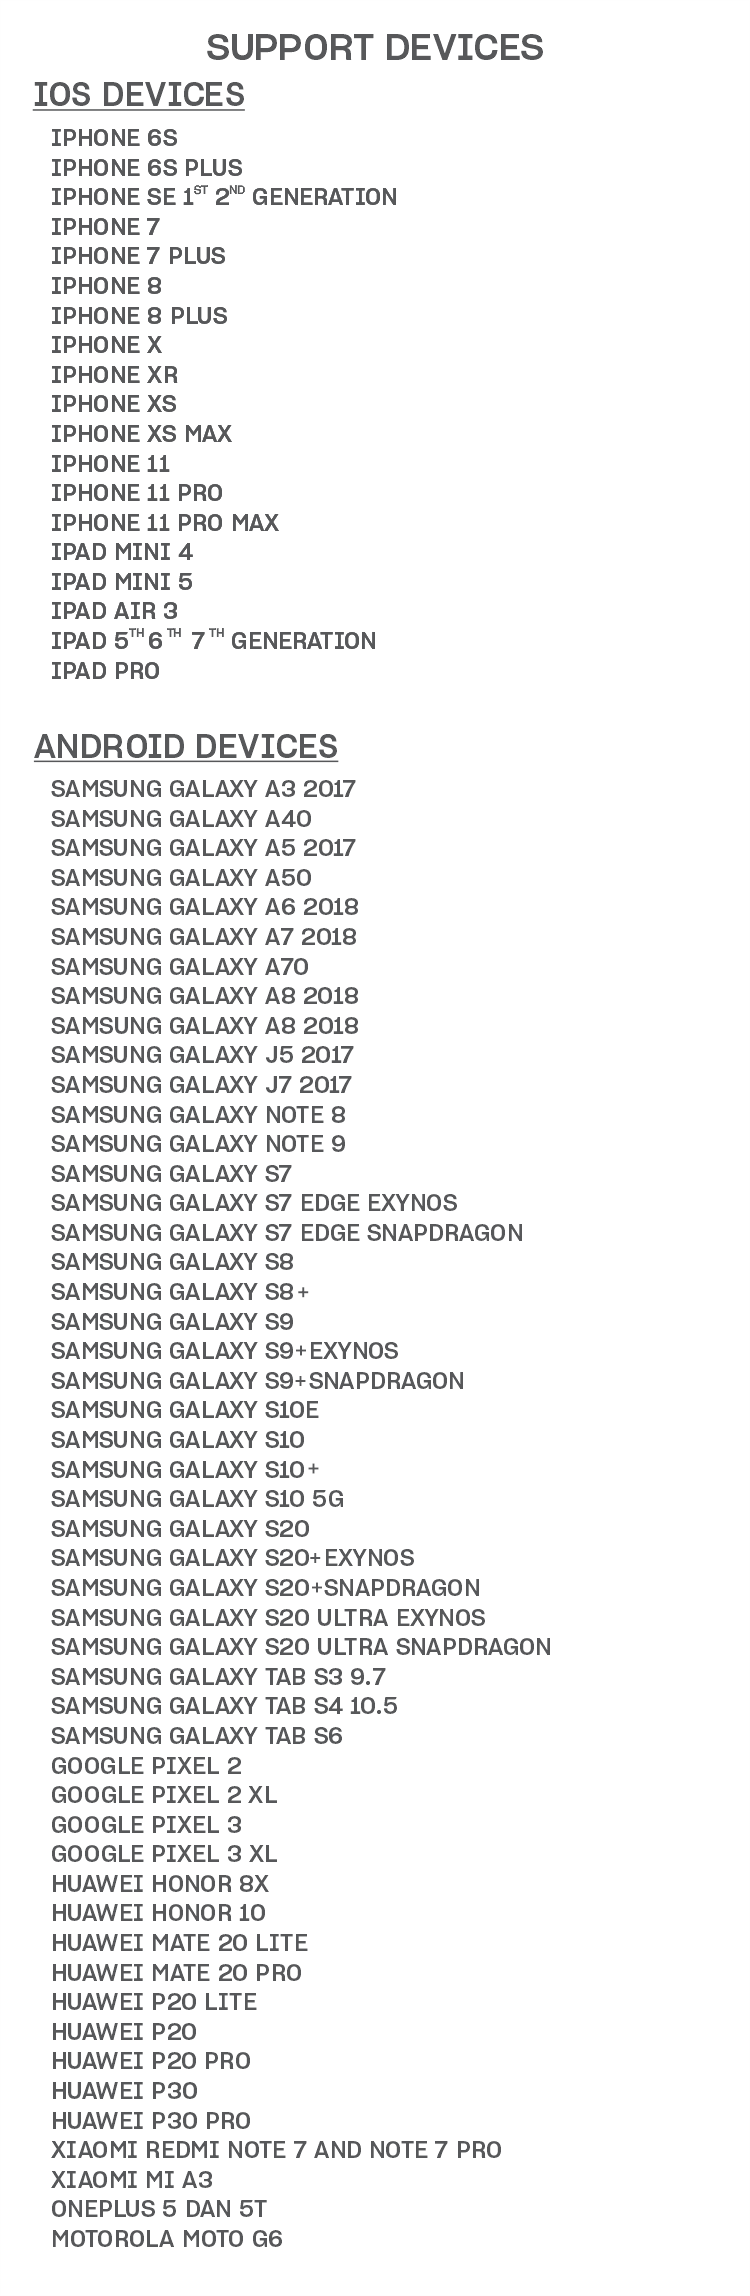 SUPPORT DEVICES
IOS DEVICES
IPHONE 6S
IPHONE 6S PLUS
IPHONE SE 1ST 2ND GENERATION
IPHONE 7
IPHONE 7 PLUS
IPHONE 8
IPHONE 8 PLUS
IPHONE X
IPHONE XR
IPHONE XS
IPHONE XS MAX
IPHONE 11
IPHONE 11 PRO
IPHONE 11 PRO MAX
IPAD MINI 4
IPAD MINI 5
IPAD AIR 3
IPAD 5TH 6TH 7TH GENERATION
IPAD PRO
ANDROID DEVICES
SAMSUNG GALAXY A3 2017
SAMSUNG GALAXY A40
SAMSUNG GALAXY A5 2017
SAMSUNG GALAXY A50
SAMSUNG GALAXY A6 2018
SAMSUNG GALAXY A7 2018
SAMSUNG GALAXY A70
SAMSUNG GALAXY A8 2018
SAMSUNG GALAXY A8 2018
SAMSUNG GALAXY J5 2017
SAMSUNG GALAXY J7 2017
SAMSUNG GALAXY NOTE 8
SAMSUNG GALAXY NOTE 9
SAMSUNG GALAXY S7
SAMSUNG GALAXY S7 EDGE EXYNOS
SAMSUNG GALAXY S7 EDGE SNAPDRAGON
SAMSUNG GALAXY S8
SAMSUNG GALAXY S8+
SAMSUNG GALAXY S9
SAMSUNG GALAXY S9+EXYNOS
SAMSUNG GALAXY S9+SNAPDRAGON
SAMSUNG GALAXY S10E
SAMSUNG GALAXY S10
SAMSUNG GALAXY S10+
SAMSUNG GALAXY S10 5G
SAMSUNG GALAXY S20
SAMSUNG GALAXY S20+EXYNOS
SAMSUNG GALAXY S20+SNAPDRAGON
SAMSUNG GALAXY S20 ULTRA EXYNOS
SAMSUNG GALAXY S20 ULTRA SNAPDRAGON
SAMSUNG GALAXY TAB S3 9.7
SAMSUNG GALAXY TAB S4 10.5
SAMSUNG GALAXY TAB S6
GOOGLE PIXEL 2
GOOGLE PIXEL 2 XL
GOOGLE PIXEL 3
GOOGLE PIXEL 3 XL
HUAWEI HONOR 8X
HUAWEI HONOR 10
HUAWEI MATE 20 LITE
HUAWEI MATE 20 PRO
HUAWEI P20 LITE
HUAWEI P20
HUAWEI P20 PRO
HUAWEI P30
HUAWEI P30 PRO
XIAOMI REDMI NOTE 7 AND NOTE 7 PRO
XIAOMI MI A3
ONEPLUS 5 DAN 5T
MOTOROLA MOTO G6